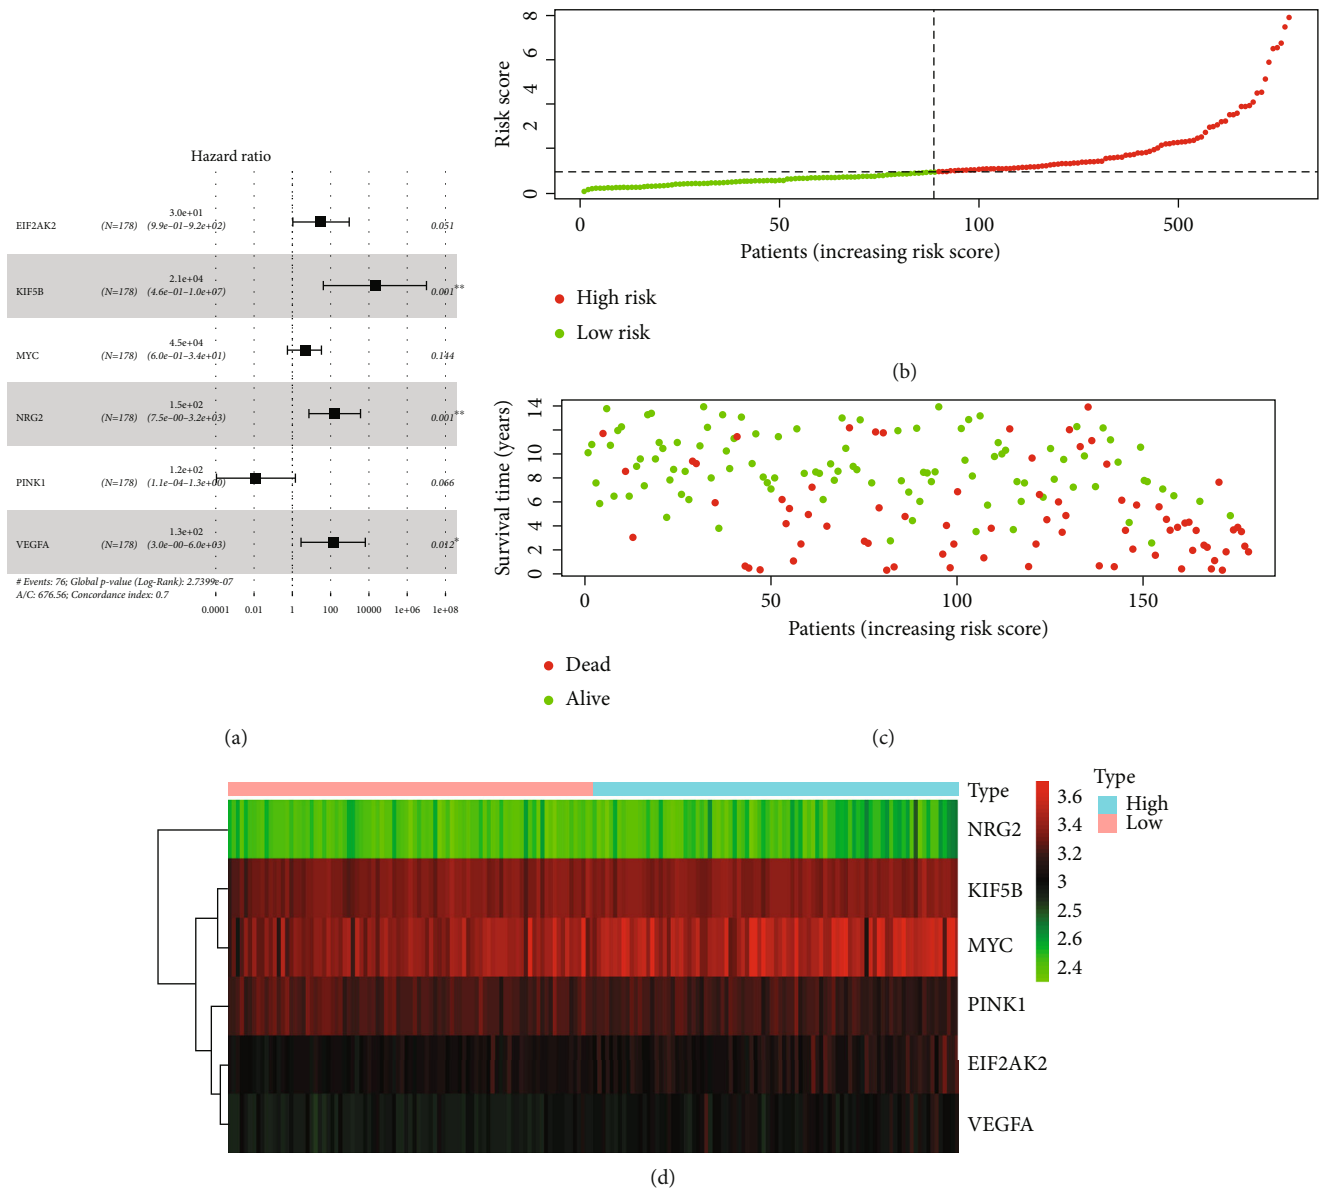 Hazard ratio
EIF2AK2 (N=178) 3.0e+01 (9.9e-01-9.2e+02) 0.051
KIF5B (N=178) 2.1e+04 (4.6e-01-1.0e+07) 0.001**
MYC (N=178) 4.5e+04 (6.0e-01-3.4e+01) 0.144
NRG2 (N=178) 1.5e+02 (7.5e-00-3.2e+03) 0.001**
PINK1 (N=178) 1.2e+02 (1.1e-04-1.3e+00) 0.066
VEGFA (N=178) 1.3e+02 (3.0e-00-6.0e+03) 0.012*
# Events: 76; Global p-value (Log-Rank): 2.7399e-07
A/C: 676.56; Concordance index: 0.7
0.0001 0.01 1 100 10000 1e+06 1e+08
(a)
Risk score
8
6
4
2
0
0 50 100 500
Patients (increasing risk score)
High risk
Low risk
(b)
Survival time (years)
14
10
8
6
4
2
0
0 50 100 150
Patients (increasing risk score)
Dead
Alive
(c)
Type
NRG2
KIF5B
MYC
PINK1
EIF2AK2
VEGFA
3.6
3.4
3.2
3
2.5
2.6
2.4
Type
High
Low
(d)